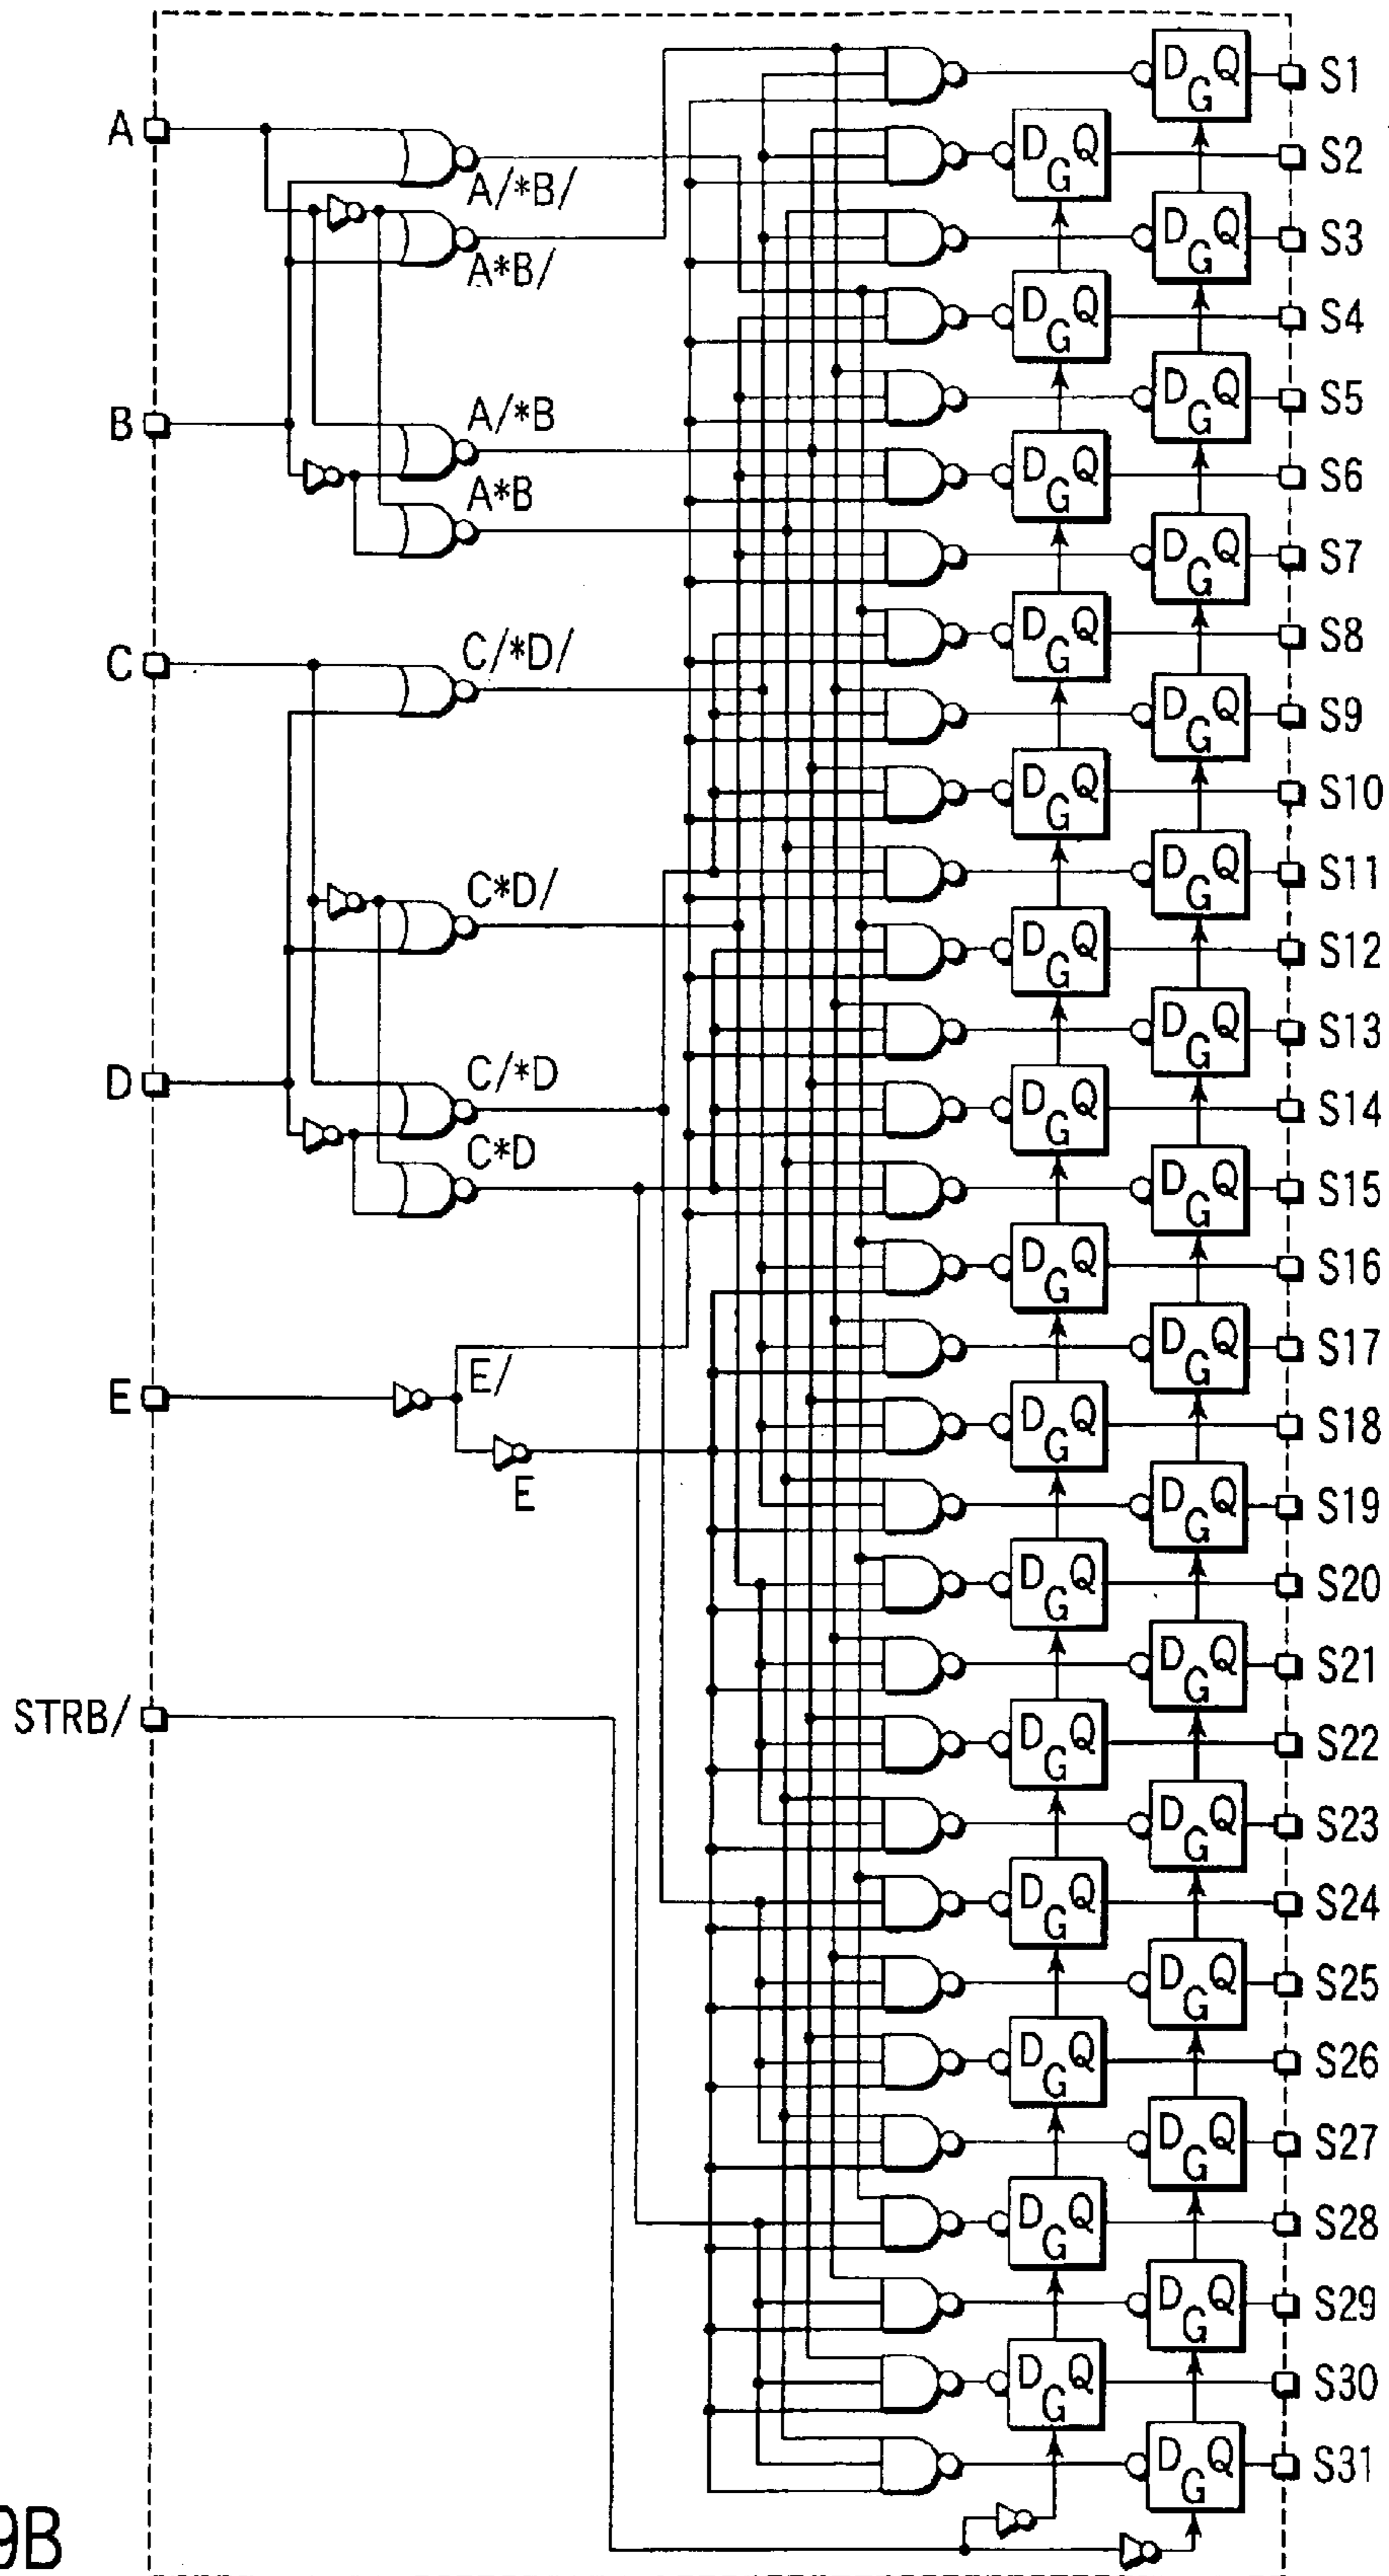 A
B
C
D
E
STRB/
A/*B/
A*B/
A/*B
A*B
C/*D/
C*D/
C/*D
C*D
E/
E
D G Q S1
D G Q S2
D G Q S3
D G Q S4
D G Q S5
D G Q S6
D G Q S7
D G Q S8
D G Q S9
D G Q S10
D G Q S11
D G Q S12
D G Q S13
D G Q S14
D G Q S15
D G Q S16
D G Q S17
D G Q S18
D G Q S19
D G Q S20
D G Q S21
D G Q S22
D G Q S23
D G Q S24
D G Q S25
D G Q S26
D G Q S27
D G Q S28
D G Q S29
D G Q S30
D G Q S31
9B